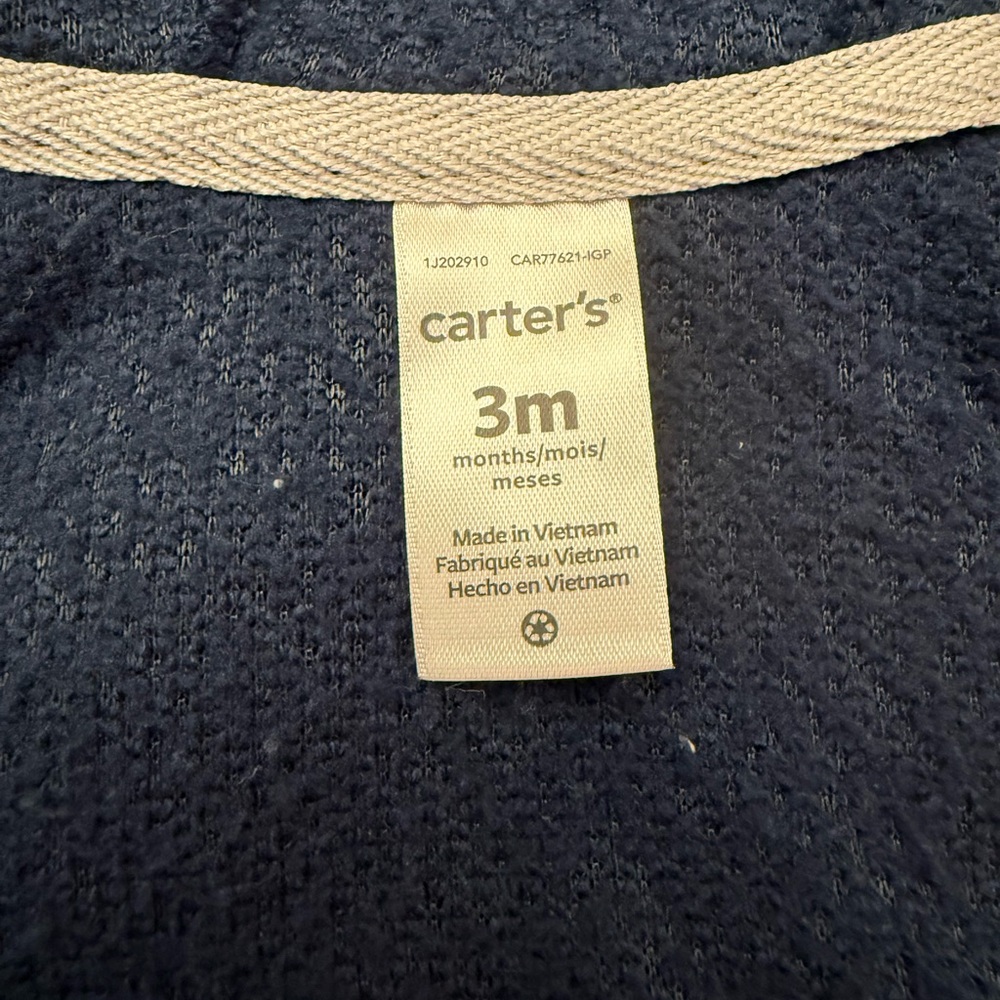 1J202910 CAR77621-IGP
carter's®
3m
months/mois/
meses
Made in Vietnam
Fabriqué au Vietnam
Hecho en Vietnam